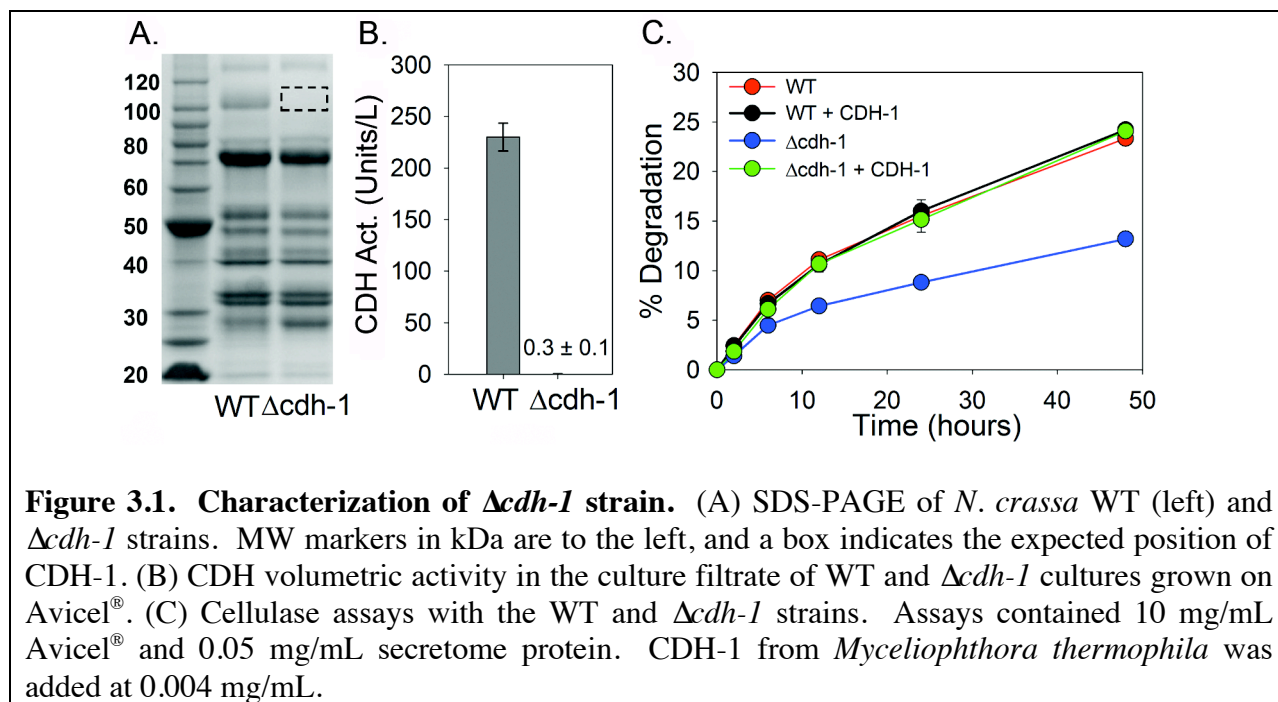 A.
120
100
80
60
50
40
30
20
WT Δcdh-1
B.
CDH Act. (Units/L)
300
250
200
150
100
50
0
0.3 ± 0.1
WT Δcdh-1
C.
% Degradation
30
25
20
15
10
5
0
WT
WT + CDH-1
Δcdh-1
Δcdh-1 + CDH-1
0 10 20 30 40 50
Time (hours)
Figure 3.1. Characterization of Δcdh-1 strain. (A) SDS-PAGE of N. crassa WT (left) and
Δcdh-1 strains. MW markers in kDa are to the left, and a box indicates the expected position of
CDH-1. (B) CDH volumetric activity in the culture filtrate of WT and Δcdh-1 cultures grown on
Avicel®. (C) Cellulase assays with the WT and Δcdh-1 strains. Assays contained 10 mg/mL
Avicel® and 0.05 mg/mL secretome protein. CDH-1 from Myceliophthora thermophila was
added at 0.004 mg/mL.